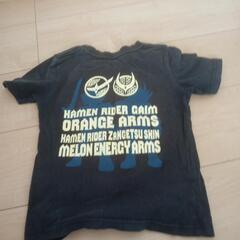 KAMEN RIDER GAIM
ORANGE ARMS
KAMEN RIDER ZANGETSU SHIN
MELON ENERGY ARMS